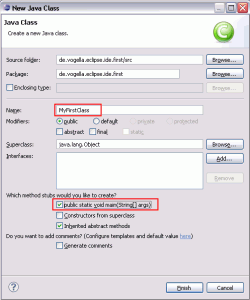 New Java Class
Java Class
Create a new Java class.
Source folder: de.vogella.eclipse.ide.first/src Browse...
Package: de.vogella.eclipse.ide.first Browse...
Enclosing type: Browse...
Name: MyFirstClass
Modifiers: public default private protected
abstract final static
Superclass: java.lang.Object Browse...
Interfaces: Add...
Remove
Which method stubs would you like to create?
public static void main(String[] args)
Constructors from superclass
Inherited abstract methods
Do you want to add comments? (Configure templates and default value here)
Generate comments
Finish Cancel